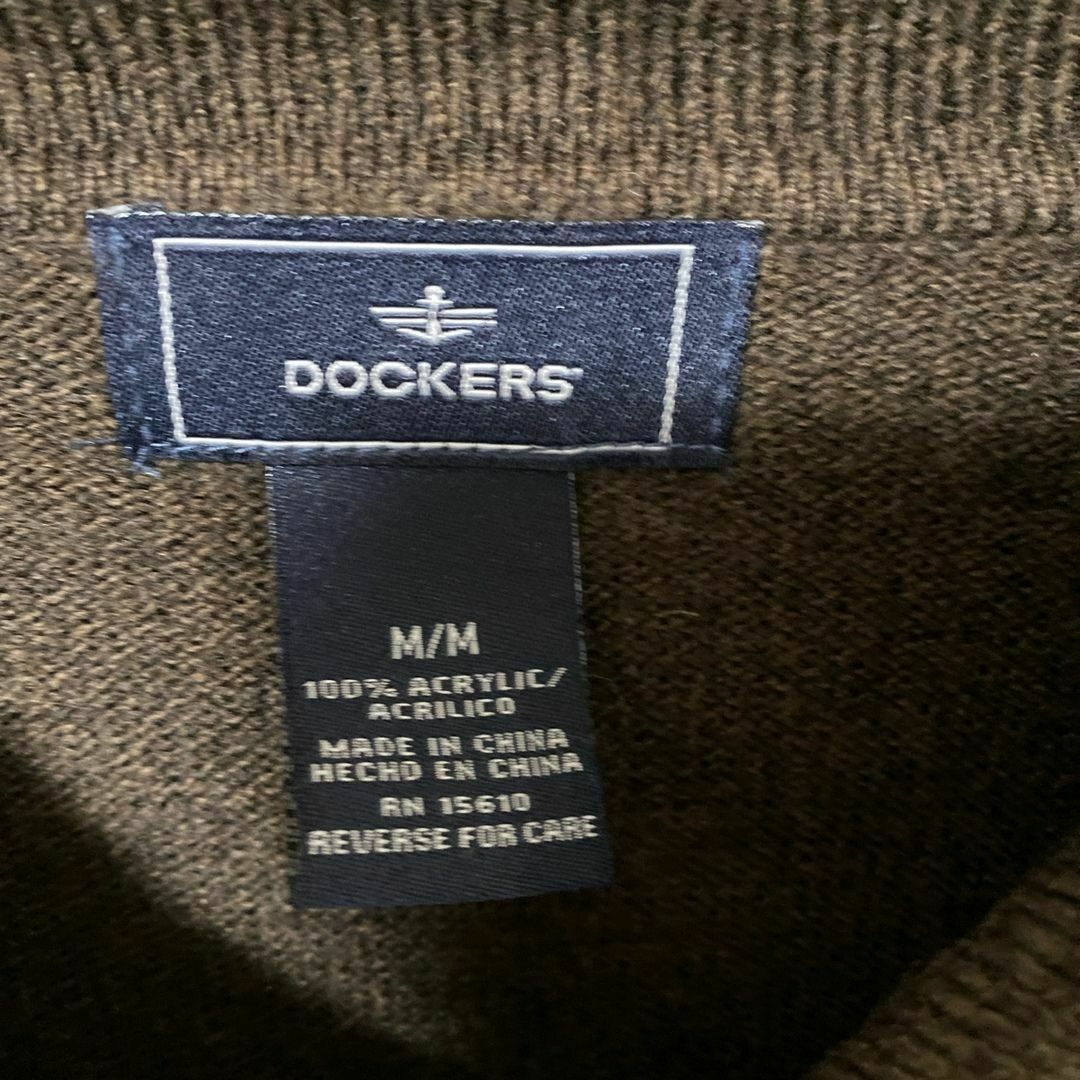 DOCKERS
M/M
100% ACRYLIC/
ACRILICO
MADE IN CHINA
HECHO EN CHINA
RN 15610
REVERSE FOR CARE